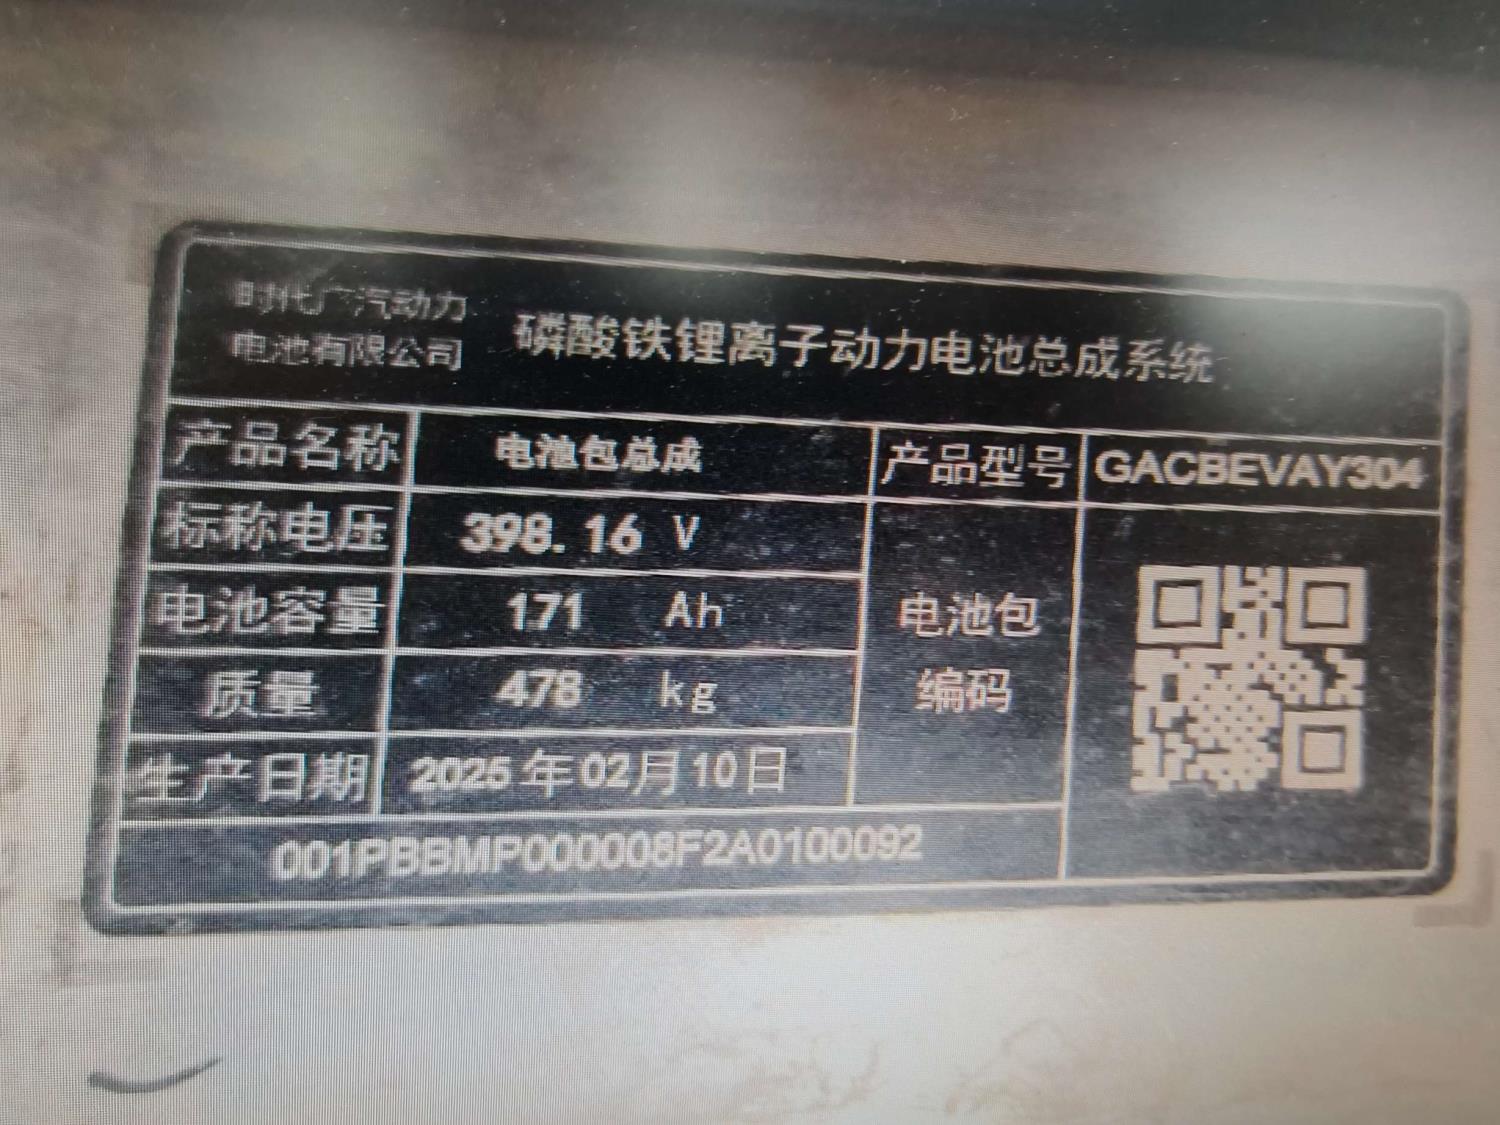 时代广汽动力
电池有限公司
磷酸铁锂离子动力电池总成系统
产品名称 电池包总成 产品型号 GACBEVAY304
标称电压 398.16 V
电池容量 171 Ah
电池包
编码
质量 478 kg
生产日期 2025年02月10日
001PBBMP000008F2A0100092